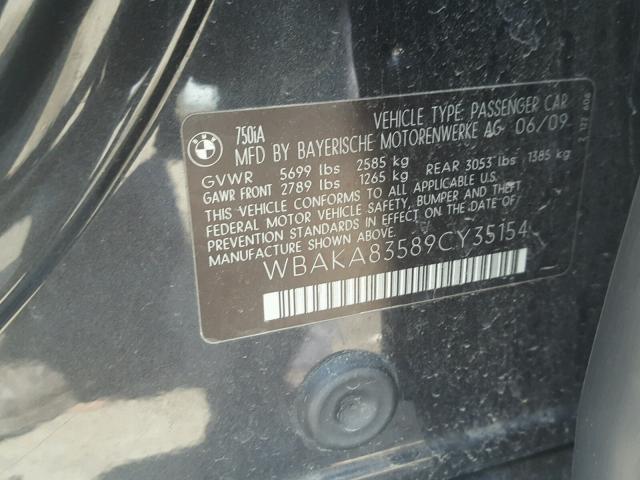 BMW
750iA
VEHICLE TYPE: PASSENGER CAR
MFD BY BAYERISCHE MOTORENWERKE AG 06/09
GVWR 5699 lbs 2585 kg
GAWR FRONT 2789 lbs 1265 kg REAR 3053 lbs 1385 kg
THIS VEHICLE CONFORMS TO ALL APPLICABLE U.S.
FEDERAL MOTOR VEHICLE SAFETY, BUMPER AND THEFT
PREVENTION STANDARDS IN EFFECT ON THE DATE OF
MANUFACTURE SHOWN ABOVE.
WBAKA83589CY35154